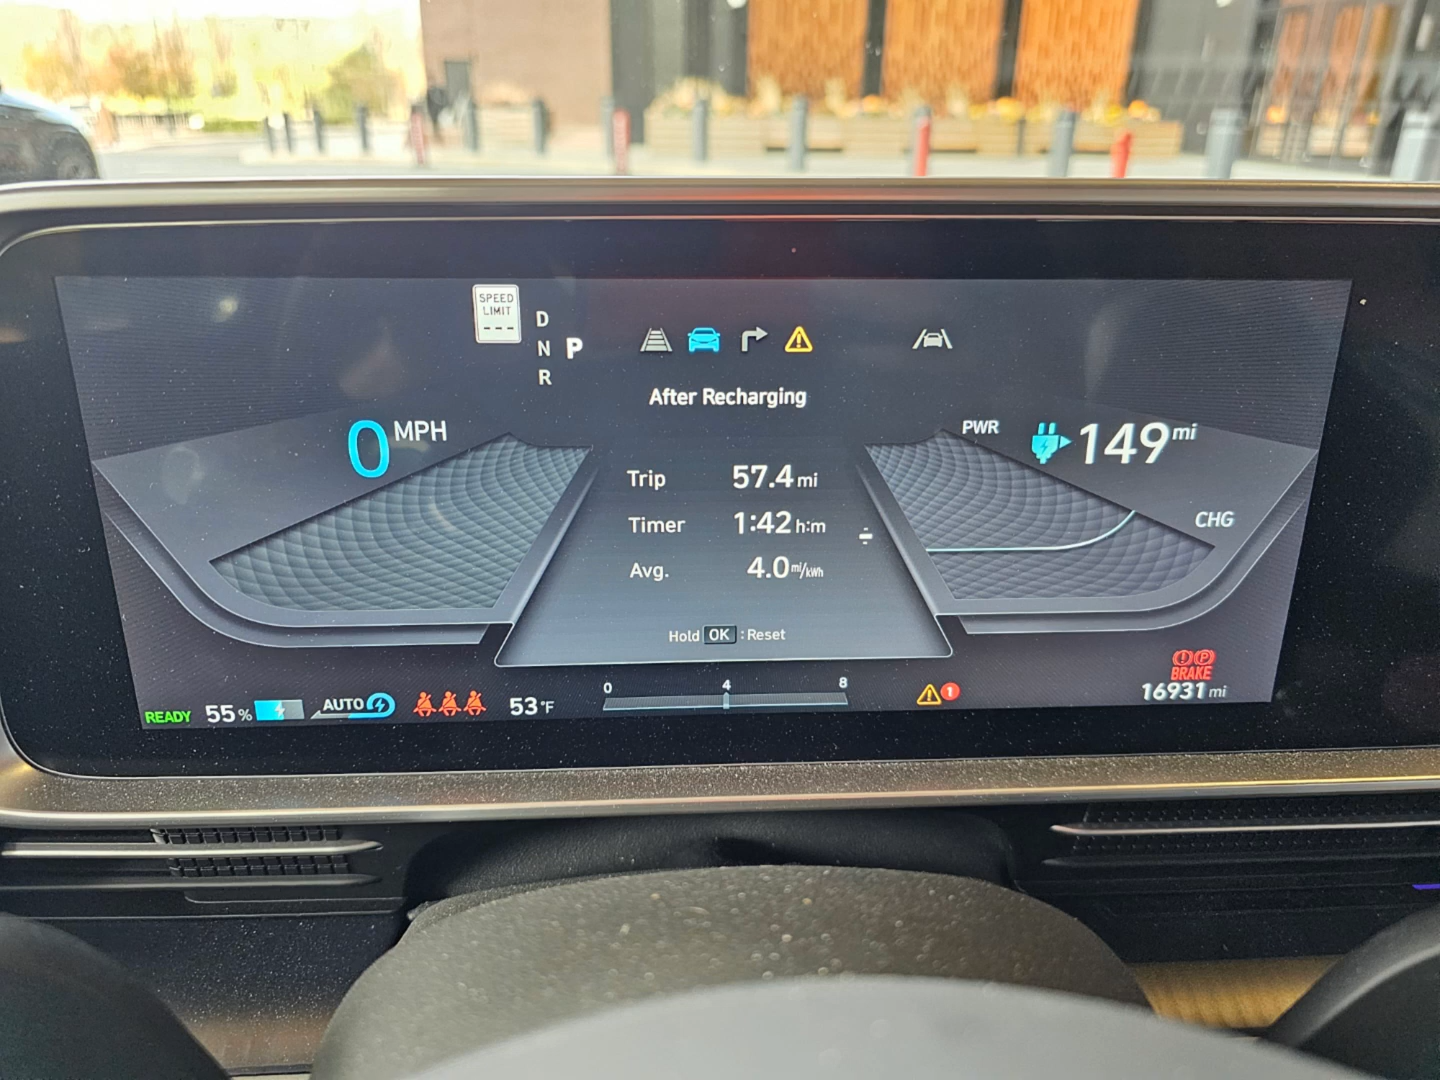 SPEED
LIMIT
---
D
N P
R
After Recharging
0 MPH
PWR
149 mi
Trip 57.4 mi
CHG
Timer 1:42 h:m
Avg. 4.0 mi/kWh
Hold OK : Reset
0 4 8
BRAKE
READY 55% AUTO 53°F
1
16931 mi